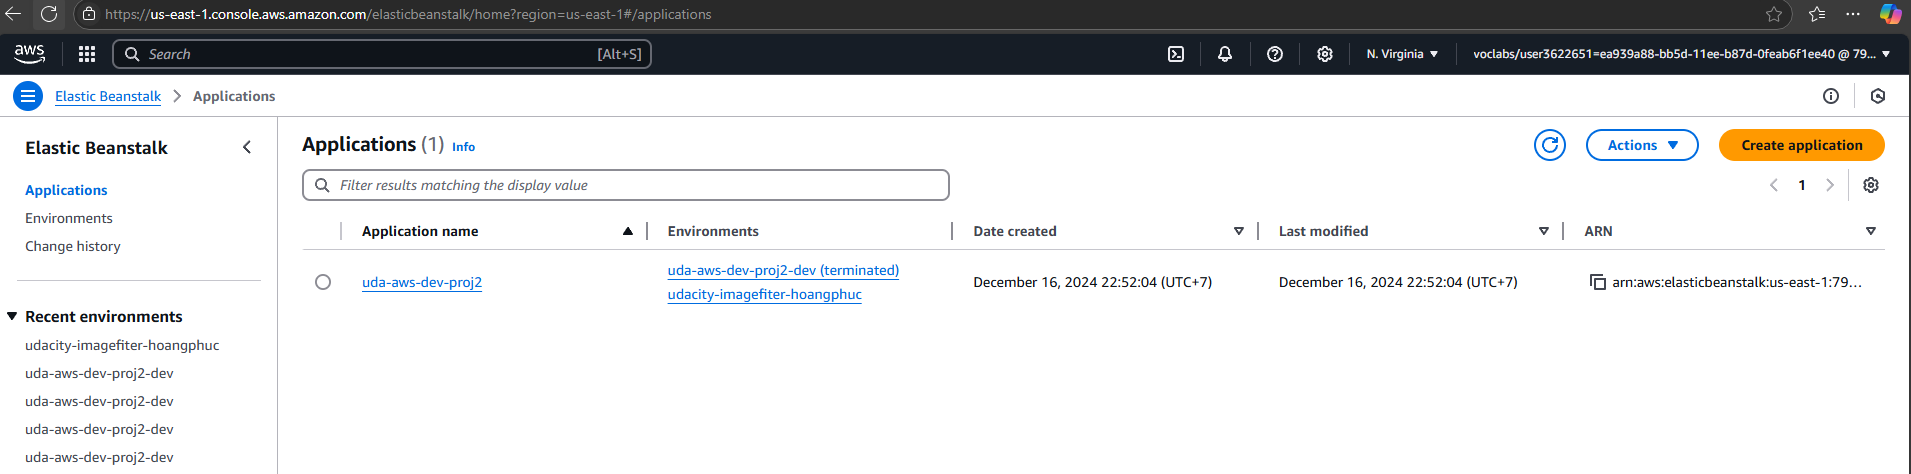 https://us-east-1.console.aws.amazon.com/elasticbeanstalk/home?region=us-east-1#/applications
aws Search [Alt+S] N. Virginia voclabs/user3622651=ea939a88-bb5d-11ee-b87d-0feab6f1ee40 @ 79...
Elastic Beanstalk > Applications
Elastic Beanstalk
Applications
Environments
Change history
Recent environments
udacity-imagefiter-hoangphuc
uda-aws-dev-proj2-dev
uda-aws-dev-proj2-dev
uda-aws-dev-proj2-dev
uda-aws-dev-proj2-dev
Applications (1) Info Actions Create application
Filter results matching the display value 1
Application name Environments Date created Last modified ARN
uda-aws-dev-proj2-dev (terminated)
uda-aws-dev-proj2 December 16, 2024 22:52:04 (UTC+7) December 16, 2024 22:52:04 (UTC+7) arn:aws:elasticbeanstalk:us-east-1:79...
udacity-imagefiter-hoangphuc